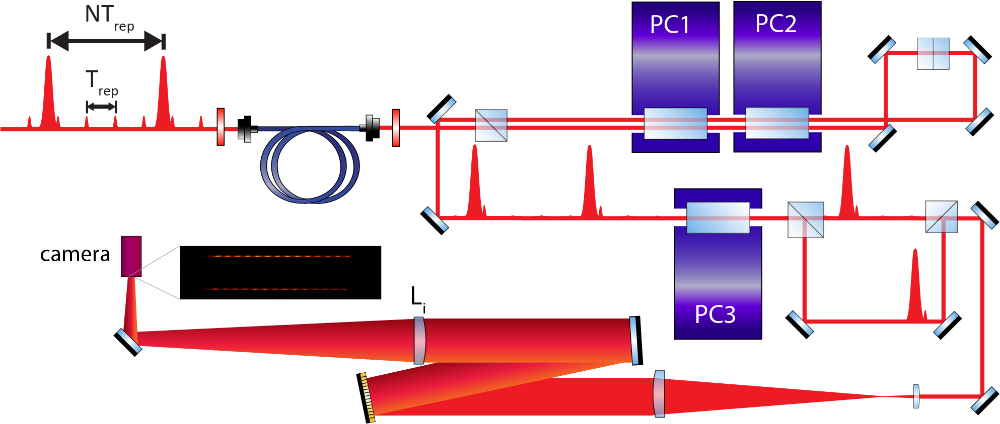 NTrep
Trep
PC1
PC2
camera
Li
PC3